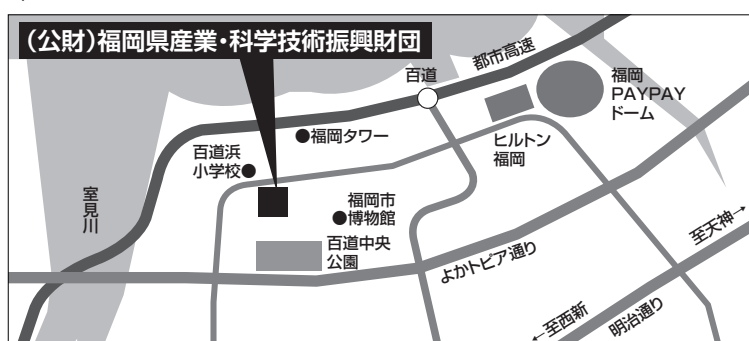 (公財)福岡県産業・科学技術振興財団
百道
都市高速
福岡
PAYPAY
ドーム
●福岡タワー
ヒルトン
福岡
百道浜
小学校●
室見川
福岡市
●博物館
百道中央
公園
よかトピア通り
至天神→
←至西新
明治通り